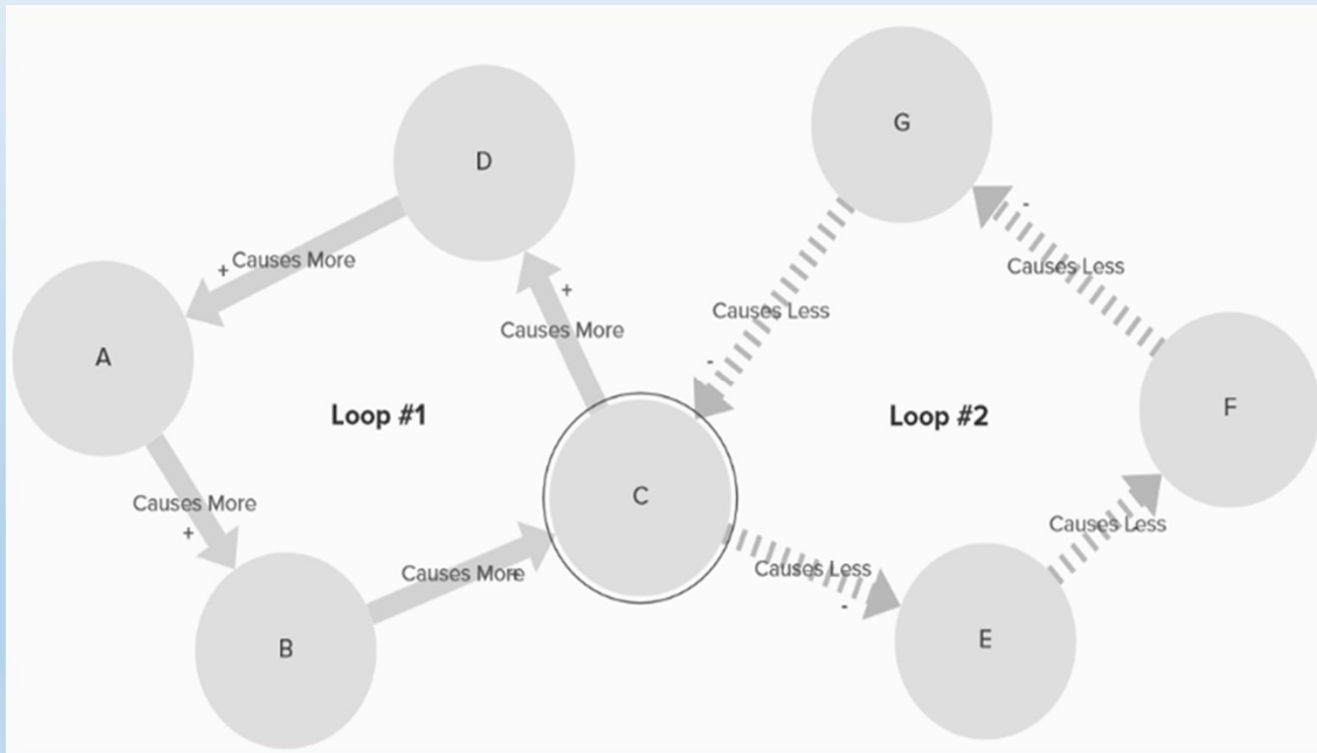 G
D
-
+ Causes More
Causes Less
+
Causes Less
Causes More
A
-
F
Loop #1
Loop #2
C
Causes More
+
Causes Less
Causes More
+
Causes Less
-
E
B